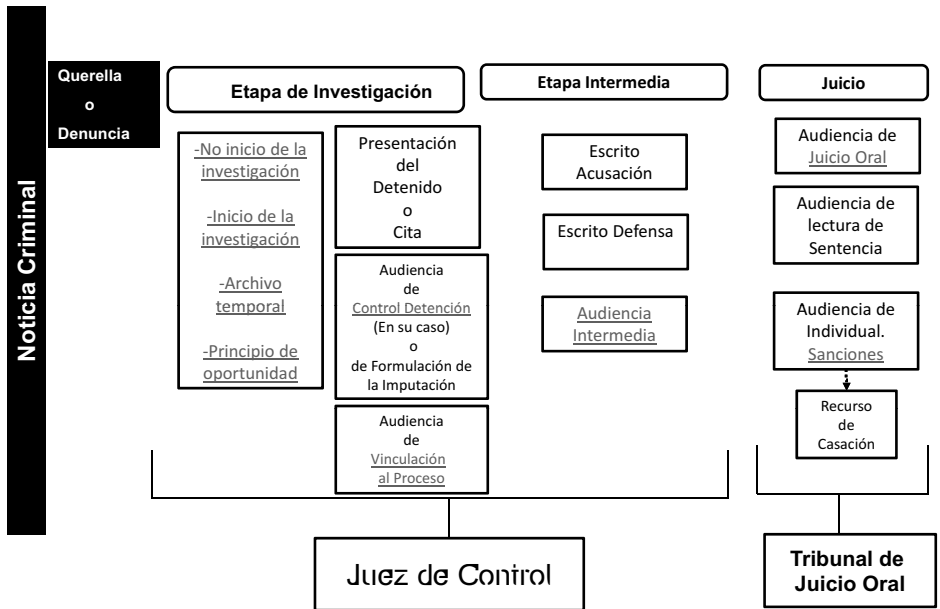 Noticia Criminal
Querella
o
Denuncia
Etapa de Investigación
-No inicio de la
investigación
-Inicio de la
investigación
-Archivo
temporal
-Principio de
oportunidad
Presentación
del
Detenido
o
Cita
Audiencia
de
Control Detención
(En su caso)
o
de Formulación de
la Imputación
Audiencia
de
Vinculación
al Proceso
Etapa Intermedia
Escrito
Acusación
Escrito Defensa
Audiencia
Intermedia
Juicio
Audiencia de
Juicio Oral
Audiencia de
lectura de
Sentencia
Audiencia de
Individual.
Sanciones
Recurso
de
Casación
Juez de Control
Tribunal de
Juicio Oral